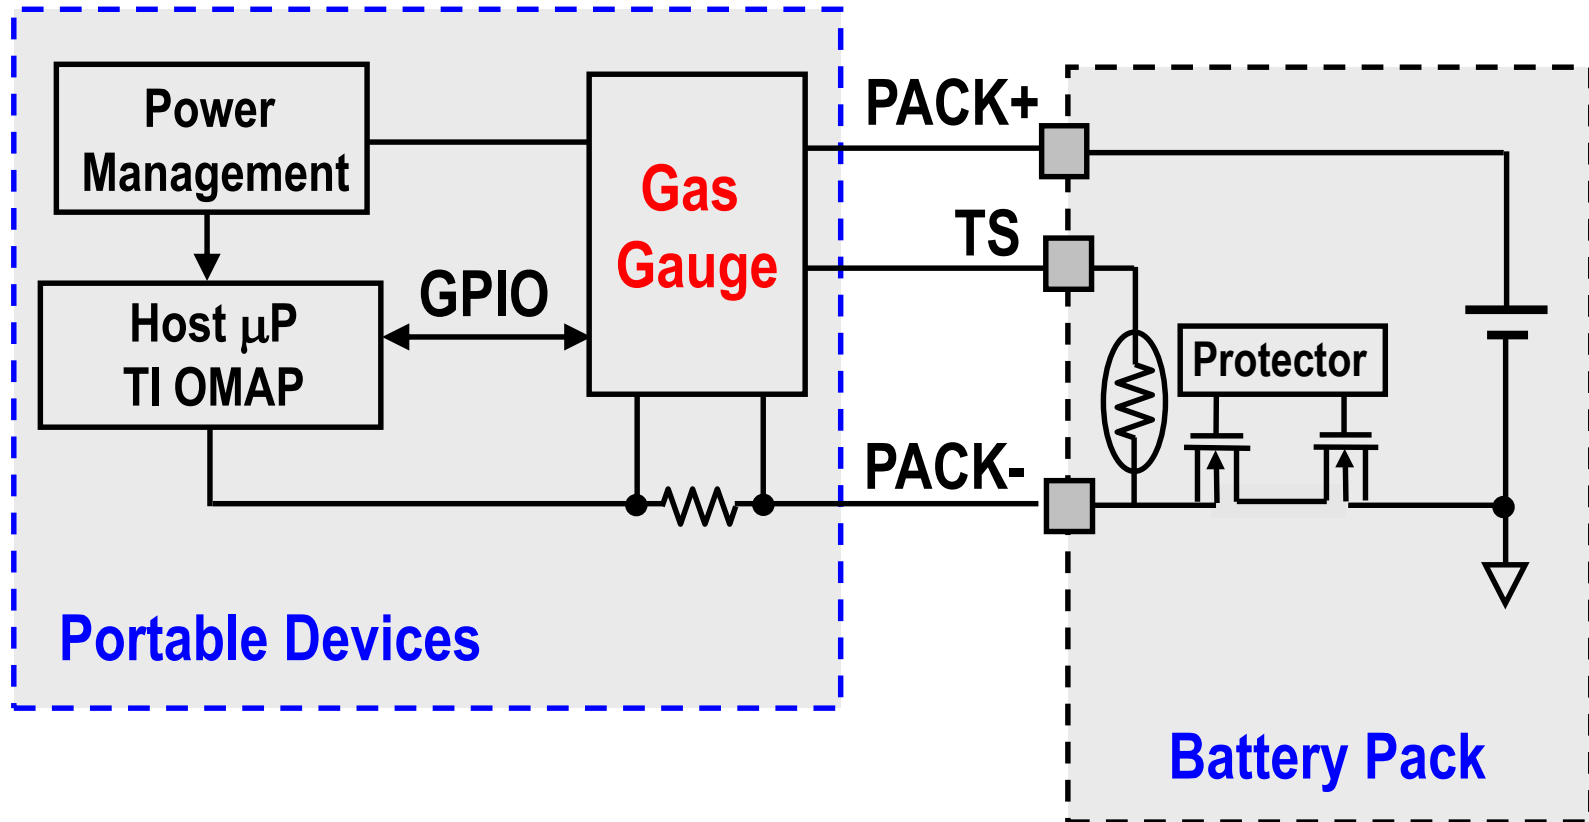 Power
Management
Gas
Gauge
Host μP
TI OMAP
GPIO
PACK+
TS
PACK-
Protector
Portable Devices
Battery Pack